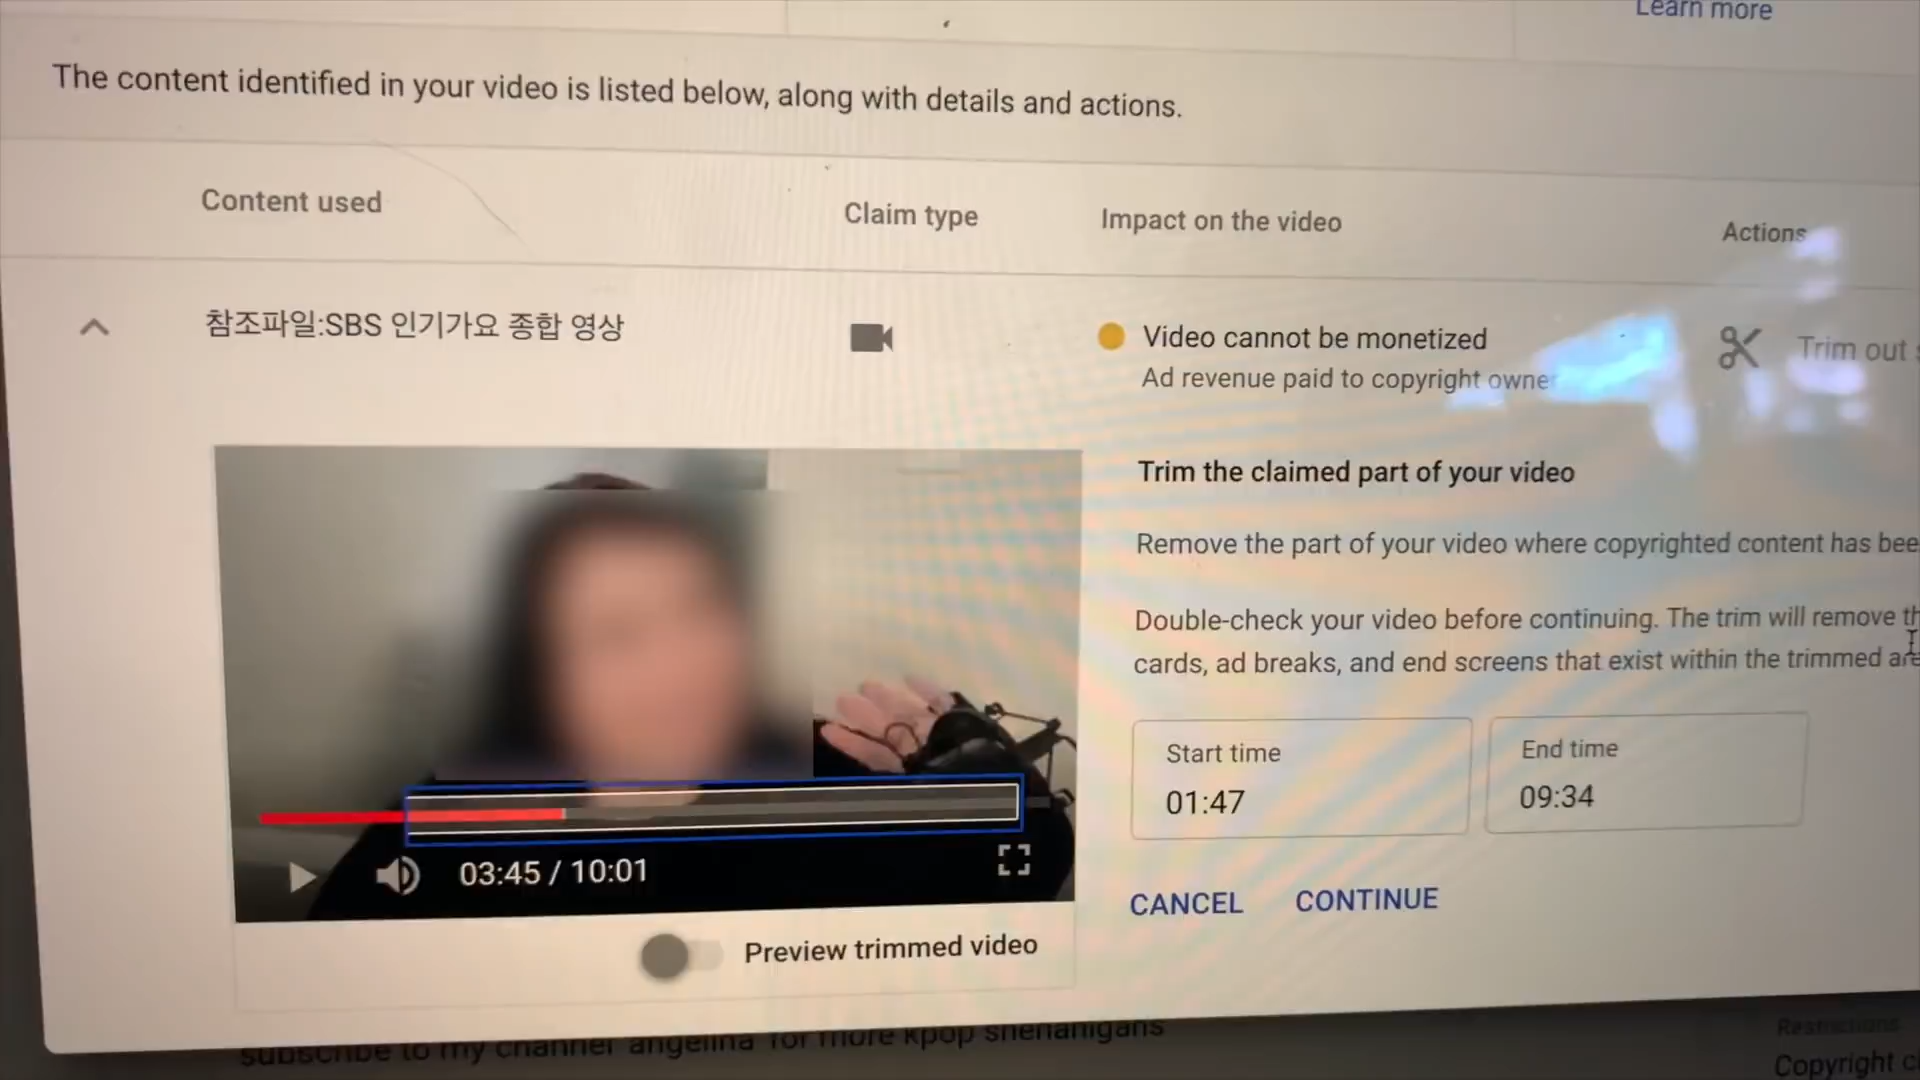 Learn more
The content identified in your video is listed below, along with details and actions.
Content used
Claim type
Impact on the video
Actions
참조파일:SBS 인기가요 종합 영상
Video cannot be monetized
Ad revenue paid to copyright owner
Trim out
Trim the claimed part of your video
Remove the part of your video where copyrighted content has bee
Double-check your video before continuing. The trim will remove th
cards, ad breaks, and end screens that exist within the trimmed are
Start time
01:47
End time
09:34
03:45 / 10:01
CANCEL
CONTINUE
Preview trimmed video
subscribe to my channel angelina for more kpop shenanigans
Restrictions
Copyright c